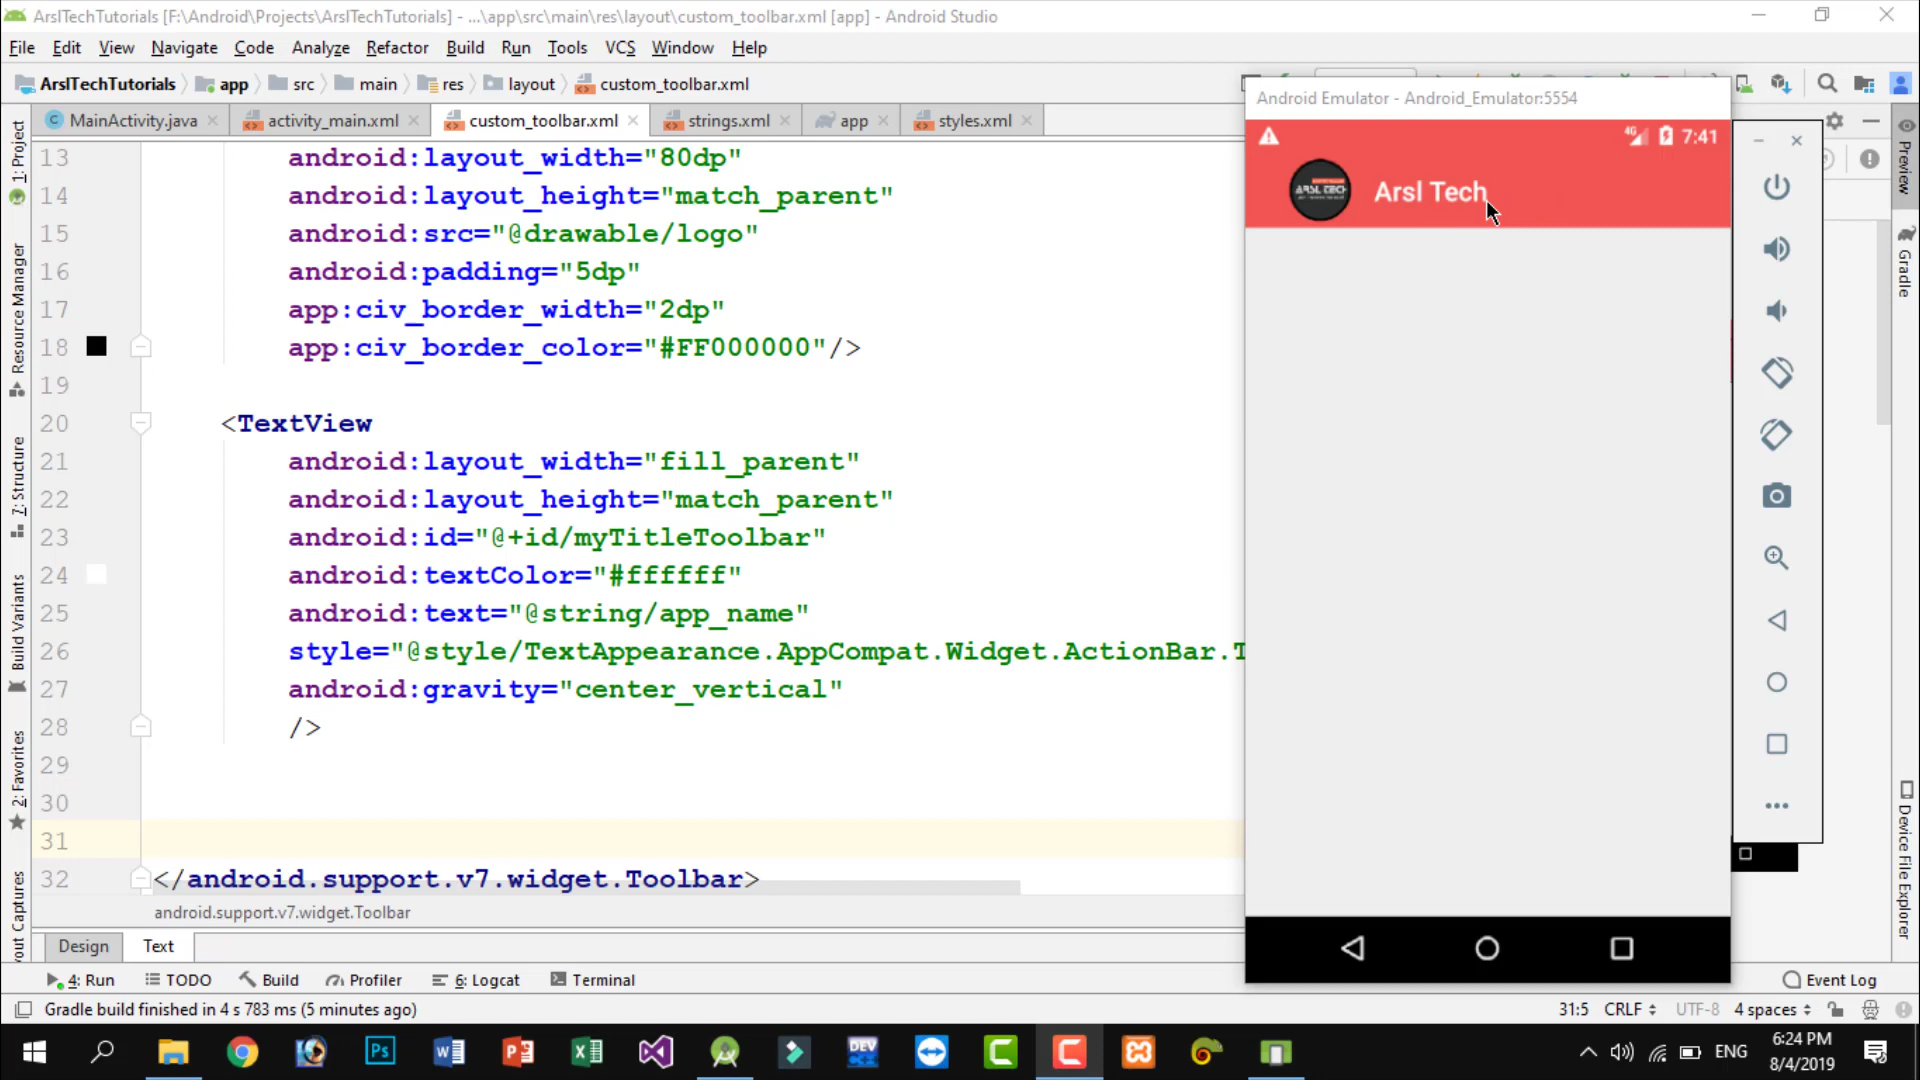 ArslTechTutorials [F:\Android\Projects\ArslTechTutorials] - ...\app\src\main\res\layout\custom_toolbar.xml [app] - Android Studio
File Edit View Navigate Code Analyze Refactor Build Run Tools VCS Window Help
ArslTechTutorials app src main res layout custom_toolbar.xml
MainActivity.java activity_main.xml custom_toolbar.xml strings.xml app styles.xml
13 android:layout_width="80dp"
14 android:layout_height="match_parent"
15 android:src="@drawable/logo"
16 android:padding="5dp"
17 app:civ_border_width="2dp"
18 app:civ_border_color="#FF000000"/>
19
20 <TextView
21 android:layout_width="fill_parent"
22 android:layout_height="match_parent"
23 android:id="@+id/myTitleToolbar"
24 android:textColor="#ffffff"
25 android:text="@string/app_name"
26 style="@style/TextAppearance.AppCompat.Widget.ActionBar.T
27 android:gravity="center_vertical"
28 />
29
30
31
32 </android.support.v7.widget.Toolbar>
android.support.v7.widget.Toolbar
Design Text
4: Run TODO Build Profiler 6: Logcat Terminal
Event Log
Gradle build finished in 4 s 783 ms (5 minutes ago)
31:5 CRLF UTF-8 4 spaces
1: Project
Resource Manager
7: Structure
Build Variants
2: Favorites
out Captures
Android Emulator - Android_Emulator:5554
4G 7:41
ARSL TECH
Arsl Tech
Preview
Gradle
Device File Explorer
Ps
DEV
ENG
6:24 PM
8/4/2019